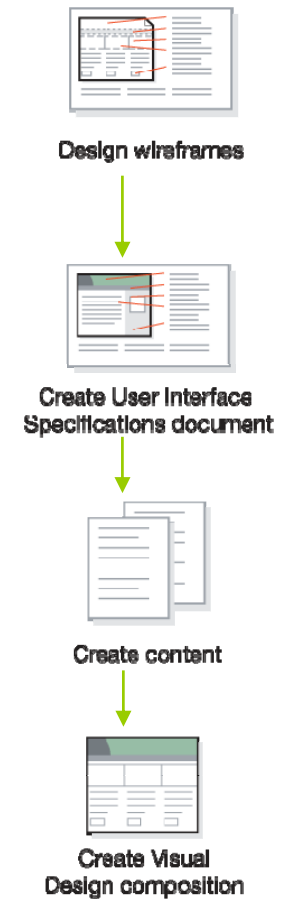 Design wireframes
Create User Interface
Specifications document
Create content
Create Visual
Design composition